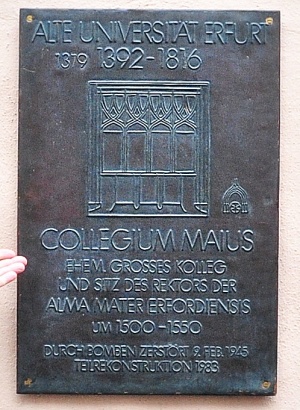 ALTE UNIVERSITÄT ERFURT
1379 1392-1816
COLLEGIUM MAIUS
EHEM. GROSSES KOLLEG
UND SITZ DES REKTORS DER
ALMA MATER ERFORDIENSIS
UM 1500-1550
DURCH BOMBEN ZERSTÖRT 9. FEB. 1945
TEILREKONSTRUKTION 1983